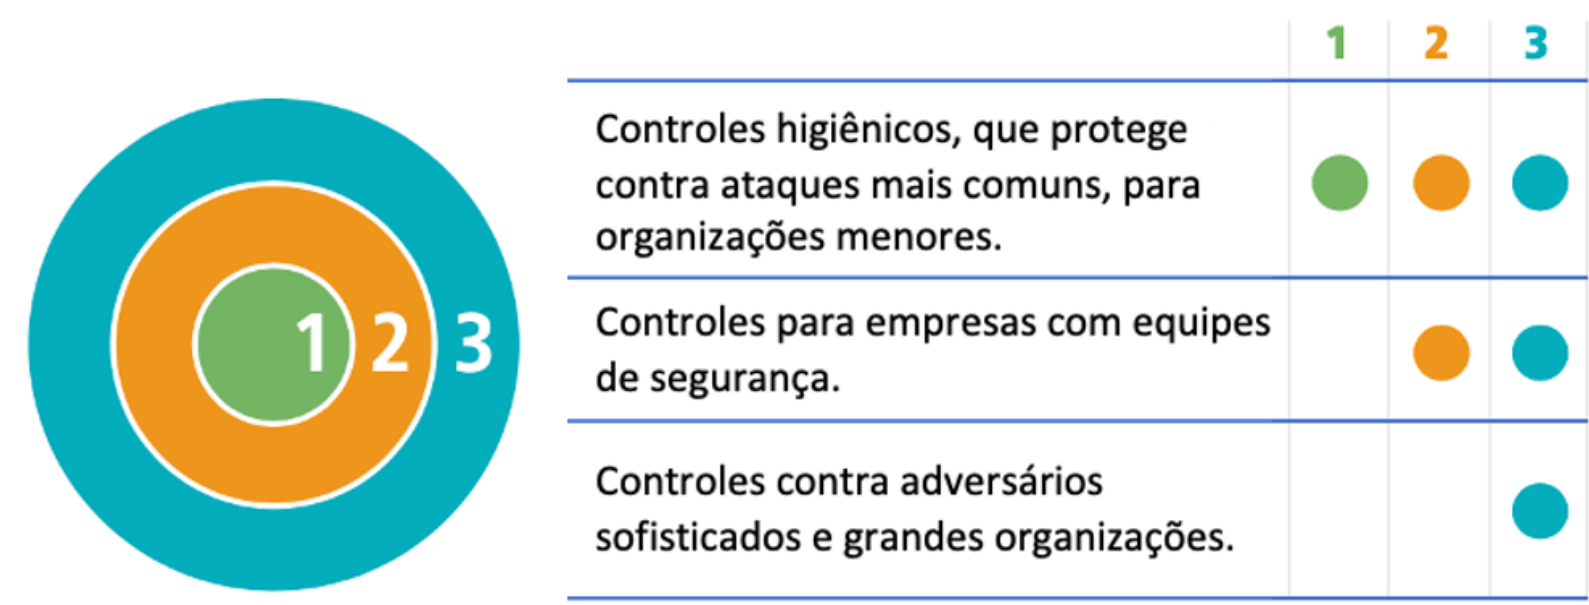 1 2 3
Controles higiênicos, que protege
contra ataques mais comuns, para
organizações menores.
Controles para empresas com equipes
de segurança.
Controles contra adversários
sofisticados e grandes organizações.
1 2 3